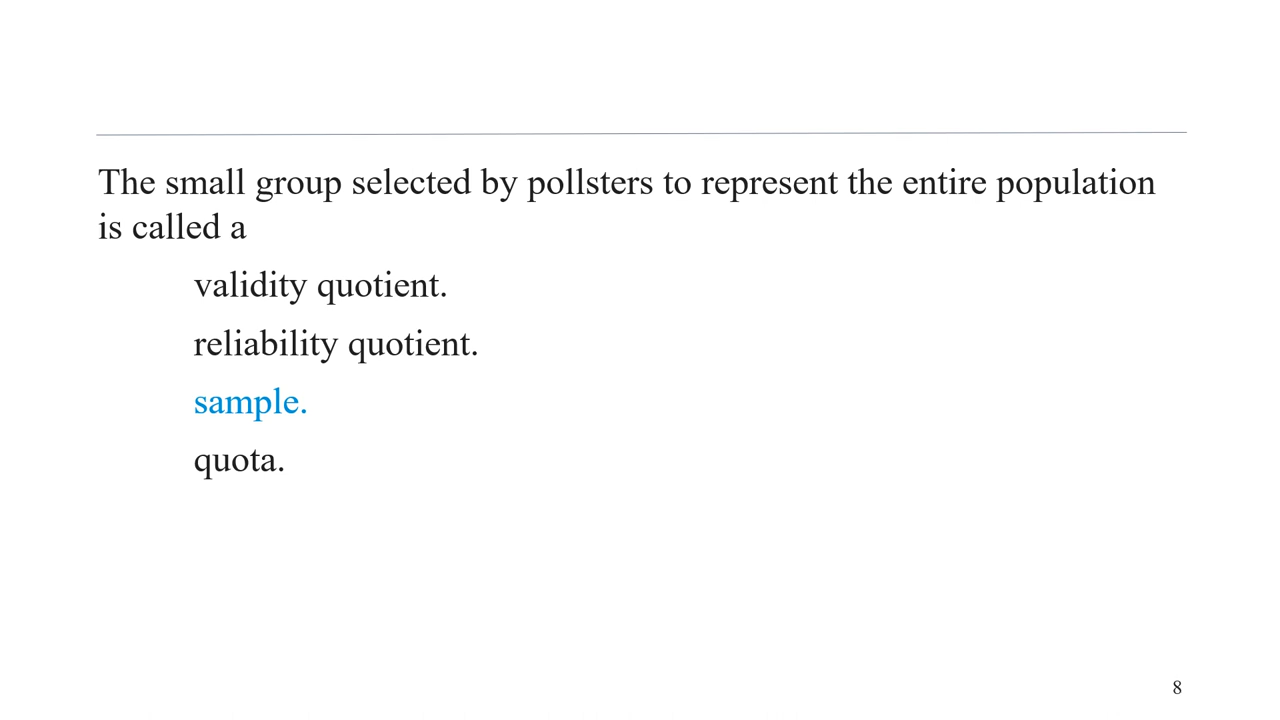 The small group selected by pollsters to represent the entire population
is called a
validity quotient.
reliability quotient.
sample.
quota.
8